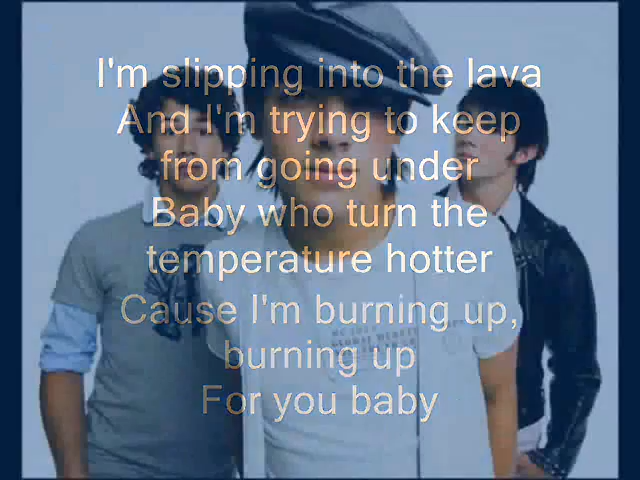 I'm slipping into the lava
And I'm trying to keep
from going under
Baby who turn the
temperature hotter
Cause I'm burning up,
burning up
For you baby